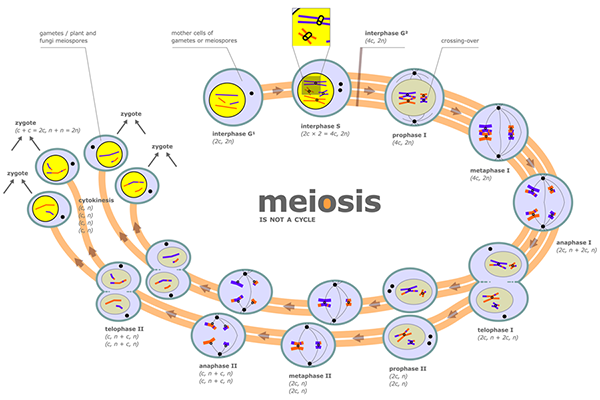 gametes / plant and
fungi meiospores
mother cells of
gametes or meiospores
interphase G²
(4c, 2n)
crossing-over
zygote
(c + c = 2c, n + n = 2n)
zygote
zygote
interphase G¹
(2c, 2n)
interphase S
(2c × 2 = 4c, 2n)
prophase I
(4c, 2n)
metaphase I
(4c, 2n)
cytokinesis
(c, n)
(c, n)
(c, n)
(c, n)
meiosis
IS NOT A CYCLE
anaphase I
(2c, n + 2c, n)
telophase II
(c, n + c, n)
(c, n + c, n)
telophase I
(2c, n + 2c, n)
anaphase II
(c, n + c, n)
(c, n + c, n)
metaphase II
(2c, n)
(2c, n)
prophase II
(2c, n)
(2c, n)